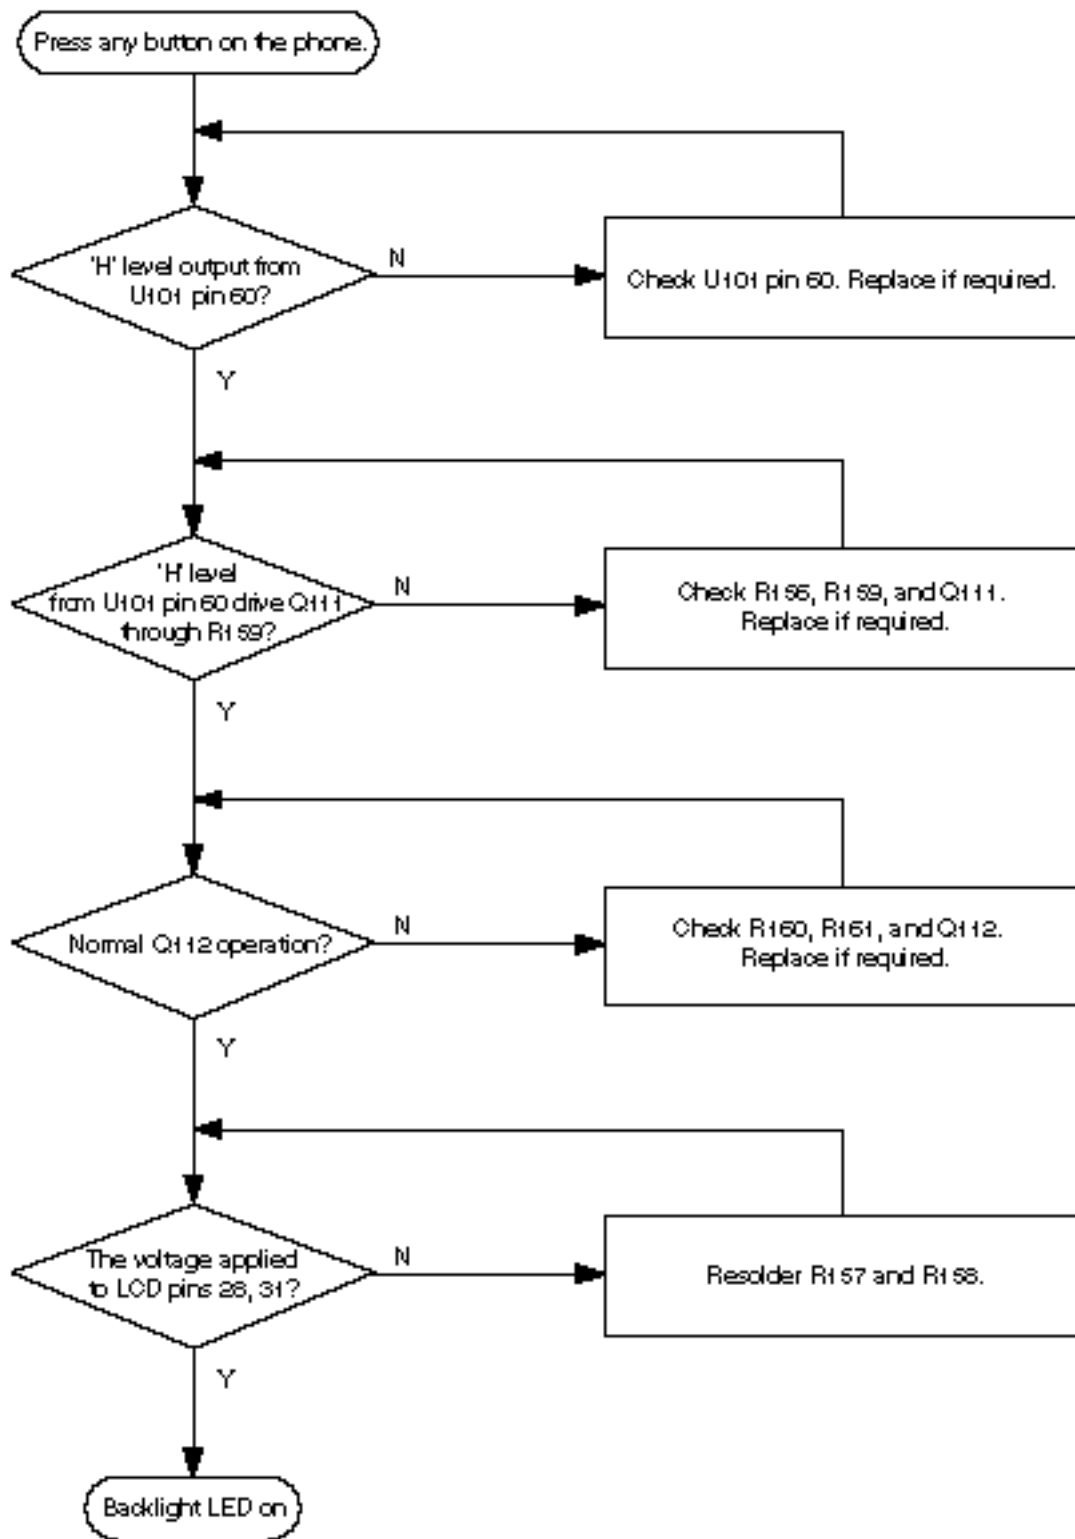 Press any button on the phone.
'H' level output from
U101 pin 60?
N
Check U101 pin 60. Replace if required.
Y
'H' level
from U101 pin 60 drive Q111
through R159?
N
Check R156, R159, and Q111.
Replace if required.
Y
Normal Q112 operation?
N
Check R160, R161, and Q112.
Replace if required.
Y
The voltage applied
to LCD pins 28, 31?
N
Resolder R157 and R158.
Y
Backlight LED on